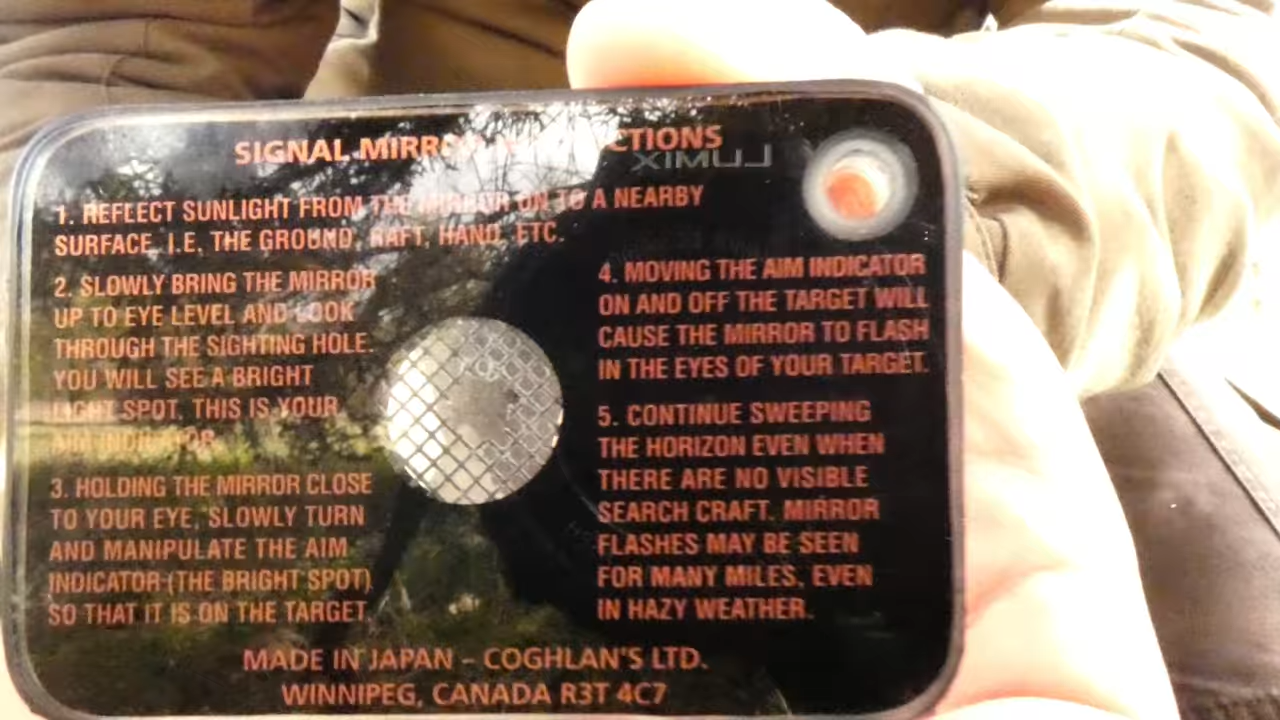 SIGNAL MIRROR INSTRUCTIONS
LUMIX
1. REFLECT SUNLIGHT FROM THE MIRROR ON TO A NEARBY
SURFACE, I.E. THE GROUND, RAFT, HAND, ETC.
2. SLOWLY BRING THE MIRROR
UP TO EYE LEVEL AND LOOK
THROUGH THE SIGHTING HOLE.
YOU WILL SEE A BRIGHT
LIGHT SPOT, THIS IS YOUR
AIM INDICATOR
3. HOLDING THE MIRROR CLOSE
TO YOUR EYE, SLOWLY TURN
AND MANIPULATE THE AIM
INDICATOR (THE BRIGHT SPOT)
SO THAT IT IS ON THE TARGET.
4. MOVING THE AIM INDICATOR
ON AND OFF THE TARGET WILL
CAUSE THE MIRROR TO FLASH
IN THE EYES OF YOUR TARGET.
5. CONTINUE SWEEPING
THE HORIZON EVEN WHEN
THERE ARE NO VISIBLE
SEARCH CRAFT. MIRROR
FLASHES MAY BE SEEN
FOR MANY MILES, EVEN
IN HAZY WEATHER.
MADE IN JAPAN – COGHLAN'S LTD.
WINNIPEG, CANADA R3T 4C7